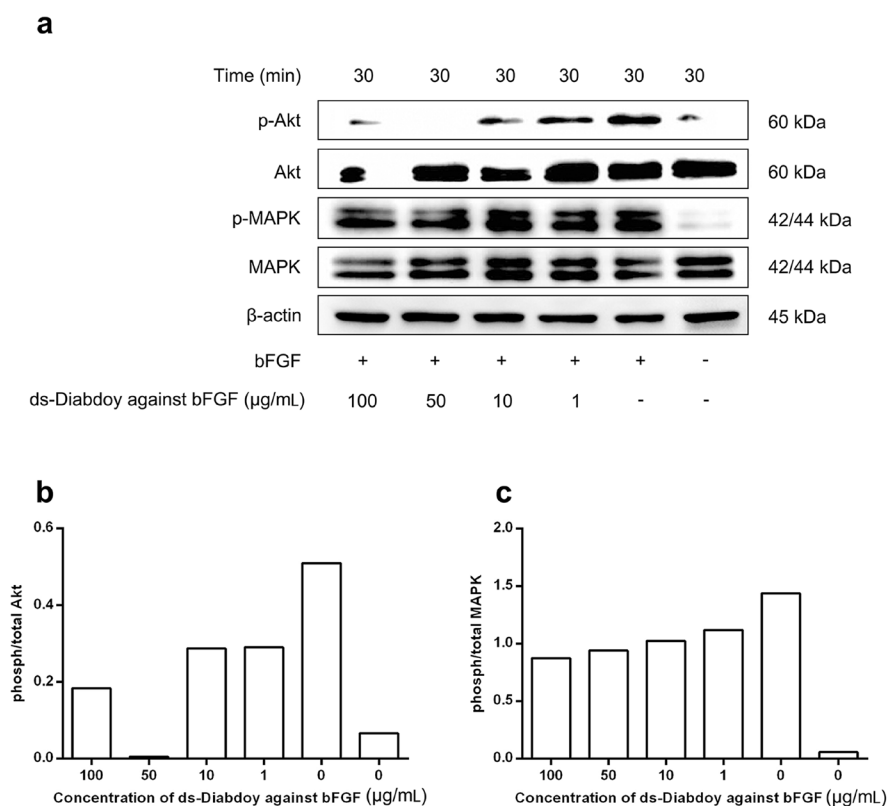 a
Time (min) 30 30 30 30 30 30
p-Akt 60 kDa
Akt 60 kDa
p-MAPK 42/44 kDa
MAPK 42/44 kDa
β-actin 45 kDa
bFGF + + + + + -
ds-Diabdoy against bFGF (µg/mL) 100 50 10 1 - -
b
phosph/total Akt
0.6
0.4
0.2
0.0
100 50 10 1 0 0
Concentration of ds-Diabdoy against bFGF (µg/mL)
c
phosph/total MAPK
2.0
1.5
1.0
0.5
0.0
100 50 10 1 0 0
Concentration of ds-Diabdoy against bFGF (µg/mL)